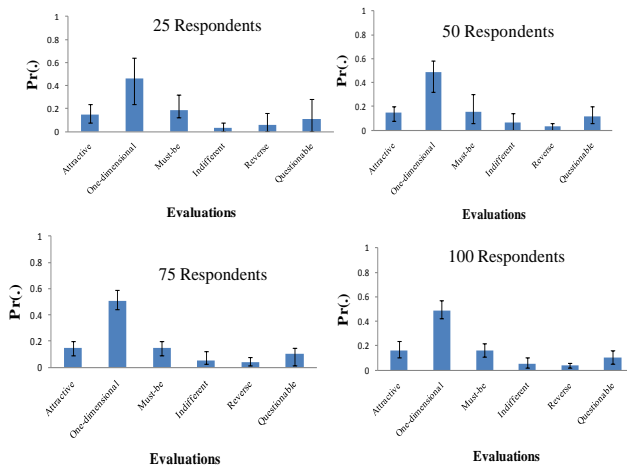 25 Respondents
Pr(.)
1
0.8
0.6
0.4
0.2
0
Attractive
One-dimensional
Must-be
Indifferent
Reverse
Questionable
Evaluations
50 Respondents
Pr(.)
1
0.8
0.6
0.4
0.2
0
Attractive
One-dimensional
Must-be
Indifferent
Reverse
Questionable
Evaluations
75 Respondents
Pr(.)
1
0.8
0.6
0.4
0.2
0
Attractive
One-dimensional
Must-be
Indifferent
Reverse
Questionable
Evaluations
100 Respondents
Pr(.)
1
0.8
0.6
0.4
0.2
0
Attractive
One-dimensional
Must-be
Indifferent
Reverse
Questionable
Evaluations